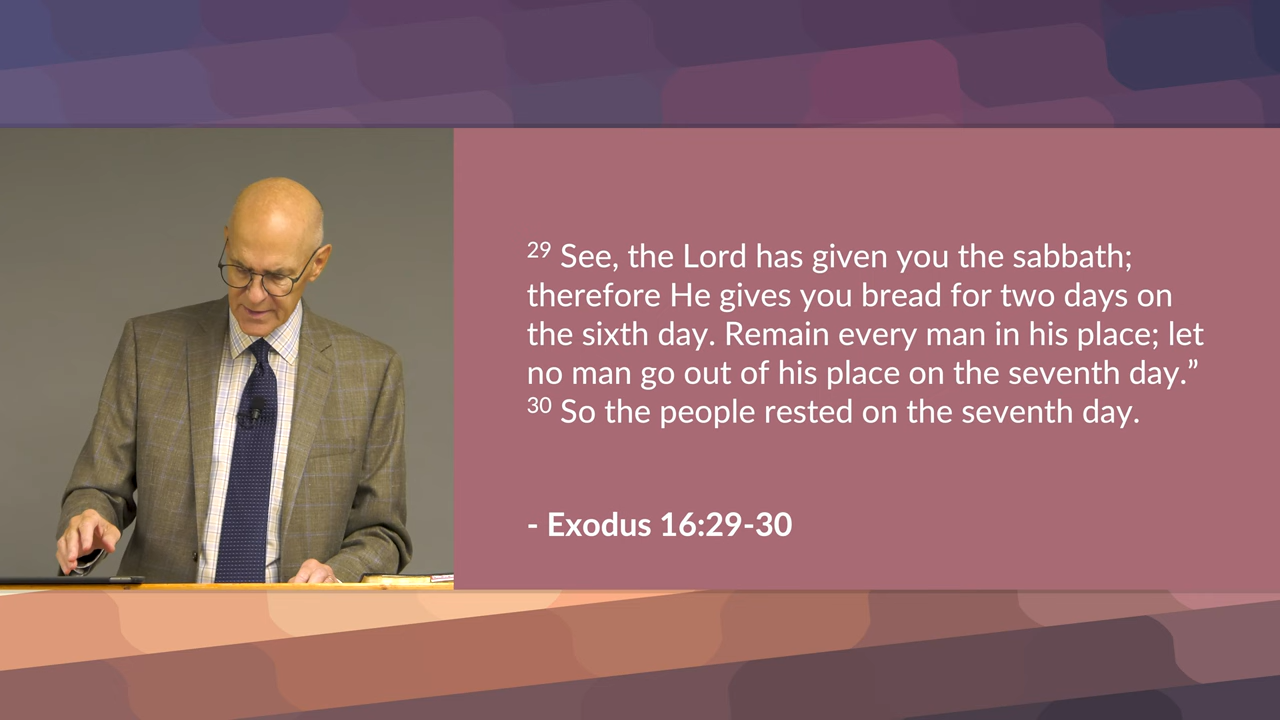 29 See, the Lord has given you the sabbath;
therefore He gives you bread for two days on
the sixth day. Remain every man in his place; let
no man go out of his place on the seventh day.”
30 So the people rested on the seventh day.
- Exodus 16:29-30